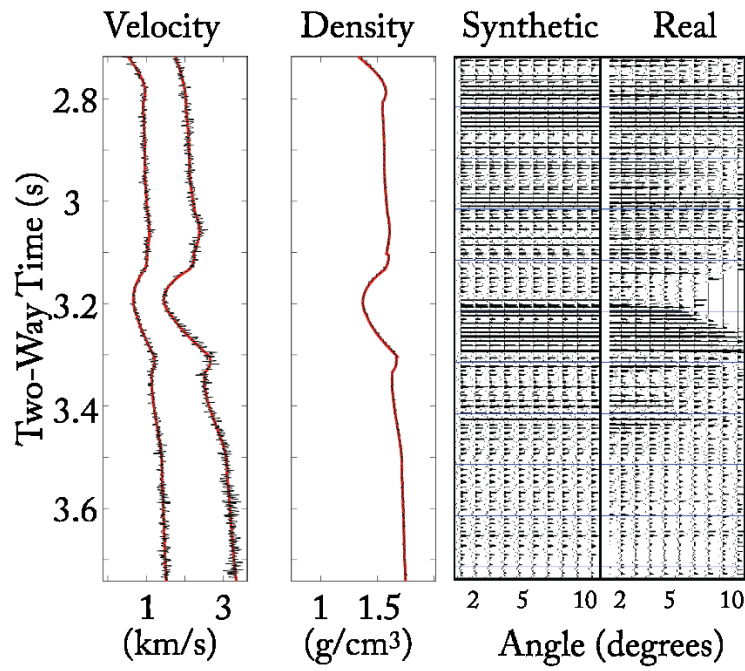 Velocity Density Synthetic Real
Two-Way Time (s)
2.8
3
3.2
3.4
3.6
1 3 1 1.5 2 5 10 2 5 10
(km/s) (g/cm³) Angle (degrees)